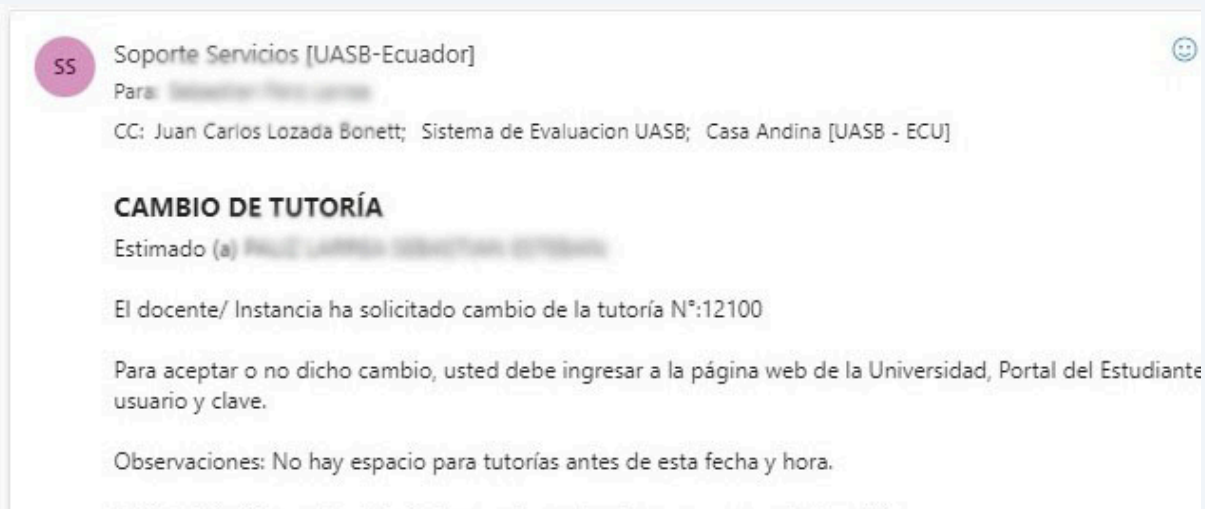 SS
Soporte Servicios [UASB-Ecuador]
Para:
CC: Juan Carlos Lozada Bonett; Sistema de Evaluacion UASB; Casa Andina [UASB - ECU]
CAMBIO DE TUTORÍA
Estimado (a)
El docente/ Instancia ha solicitado cambio de la tutoría N°:12100
Para aceptar o no dicho cambio, usted debe ingresar a la página web de la Universidad, Portal del Estudiante
usuario y clave.
Observaciones: No hay espacio para tutorías antes de esta fecha y hora.